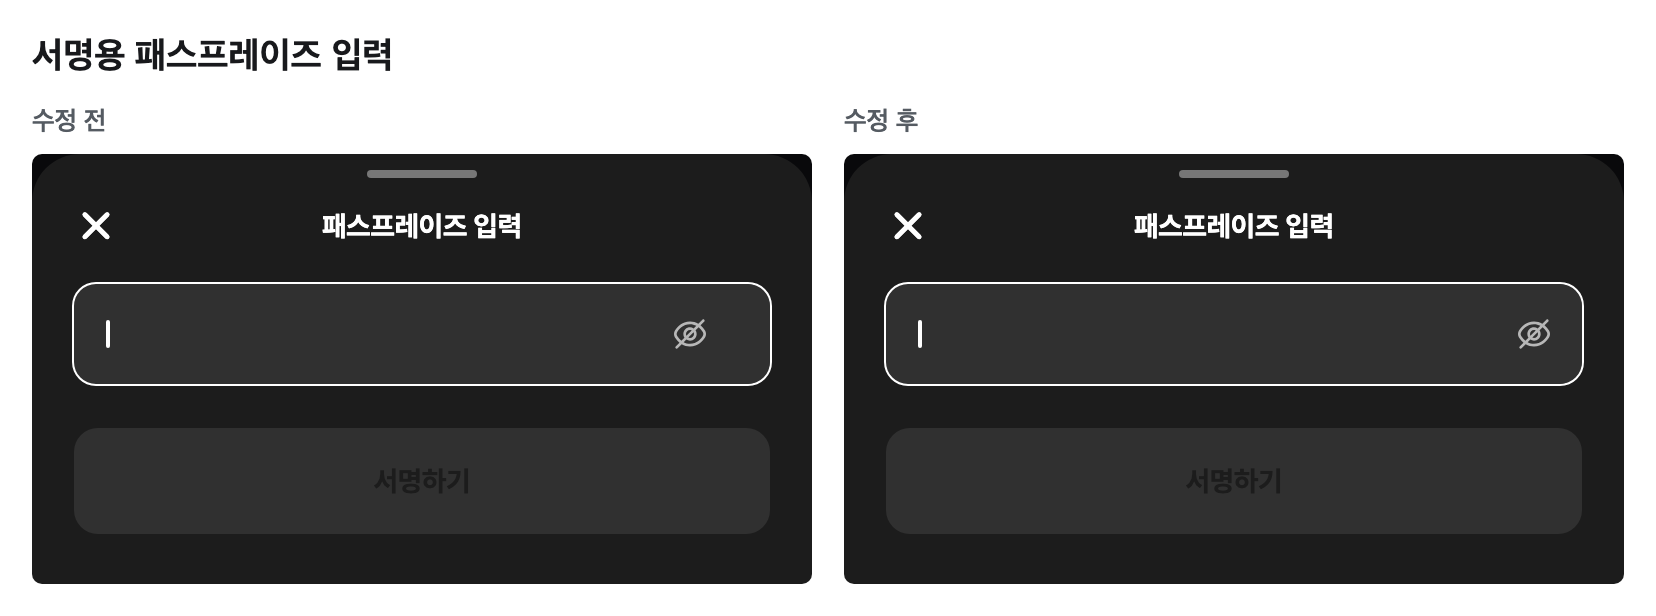 서명용 패스프레이즈 입력
수정 전
패스프레이즈 입력
서명하기
수정 후
패스프레이즈 입력
서명하기